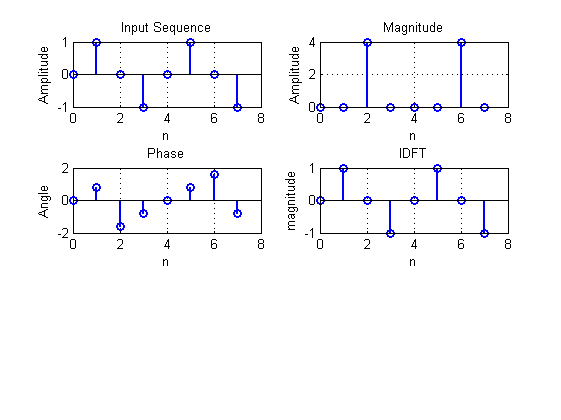 Input Sequence
Amplitude
1
0
-1
0 2 4 6 8
n
Magnitude
Amplitude
4
2
0
0 2 4 6 8
n
Phase
Angle
2
0
-2
0 2 4 6 8
n
IDFT
magnitude
1
0
-1
0 2 4 6 8
n